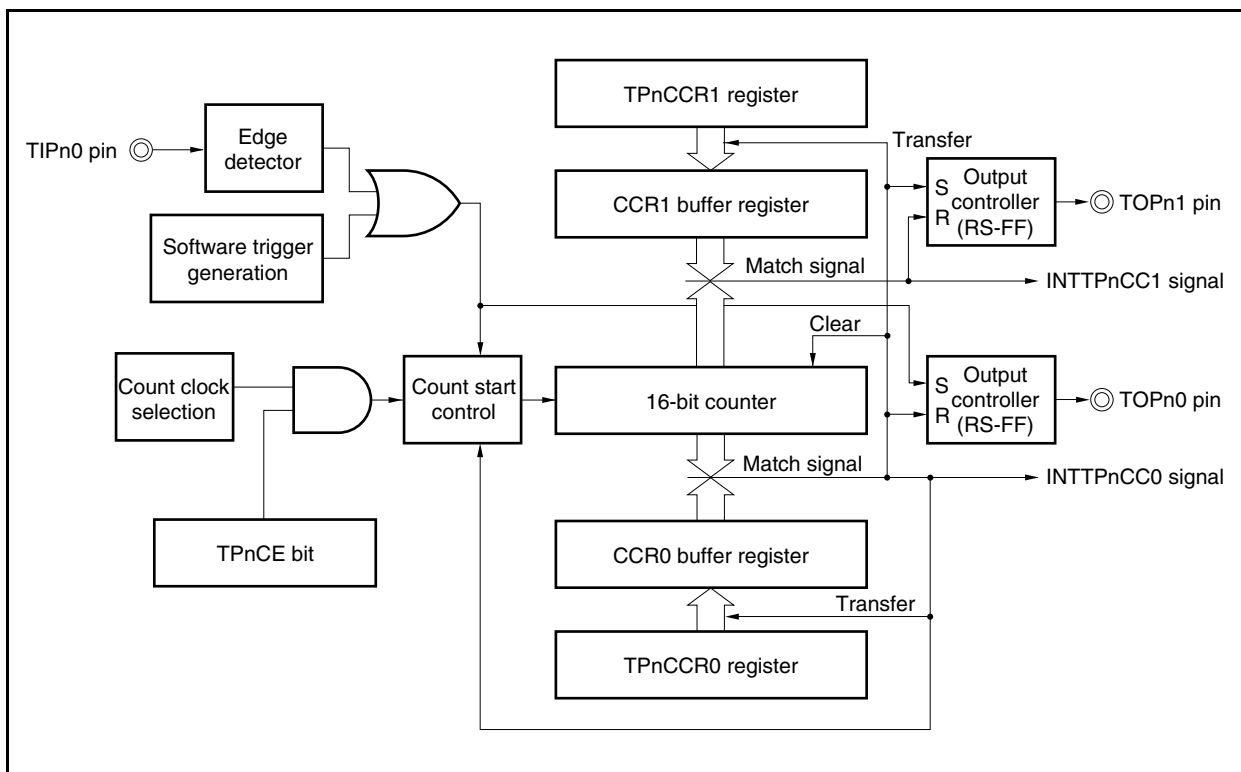 TPnCCR1 register
Transfer
TIPn0 pin
Edge
detector
CCR1 buffer register
S
R
Output
controller
(RS-FF)
TOPn1 pin
Software trigger
generation
Match signal
INTTPnCC1 signal
Clear
Count clock
selection
Count start
control
16-bit counter
S
R
Output
controller
(RS-FF)
TOPn0 pin
Match signal
INTTPnCC0 signal
TPnCE bit
CCR0 buffer register
Transfer
TPnCCR0 register